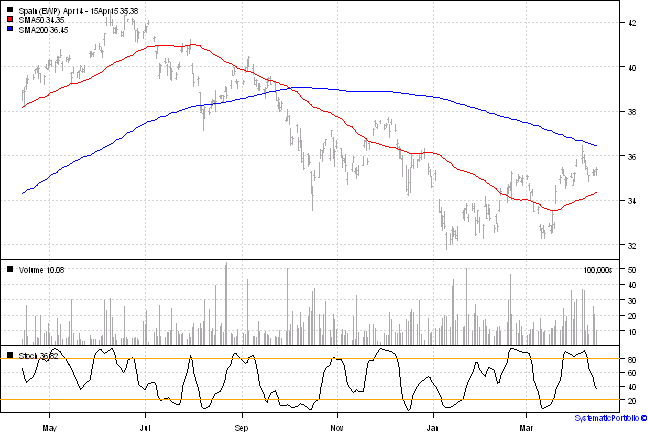 Spain (EWP) Apr14 - 15Apr15 35.38
SMA50 34.35
SMA200 36.45
42
40
38
36
34
32
Volume 10.08
100,000s
50
40
30
20
10
Stoch 36.82
80
60
40
20
May Jul Sep Nov Jan Mar
SystematicPortfolio ©